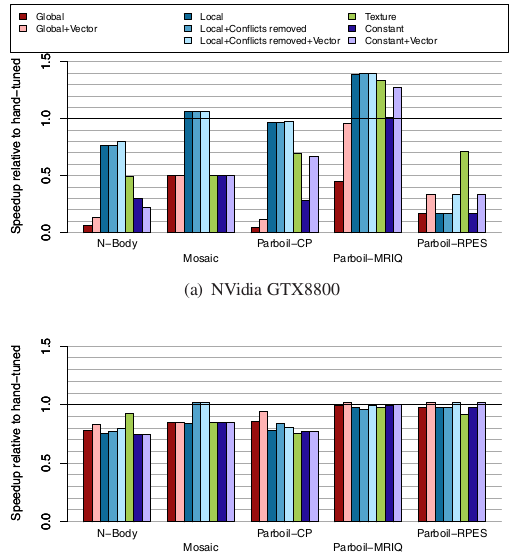 Global Local Texture
Global+Vector Local+Conflicts removed Constant
Local+Conflicts removed+Vector Constant+Vector
Speedup relative to hand−tuned
1.5
1.0
0.5
0.0
N−Body Parboil−CP Parboil−RPES
Mosaic Parboil−MRIQ
(a) NVidia GTX8800
Speedup relative to hand−tuned
1.5
1.0
0.5
0.0
N−Body Parboil−CP Parboil−RPES
Mosaic Parboil−MRIQ